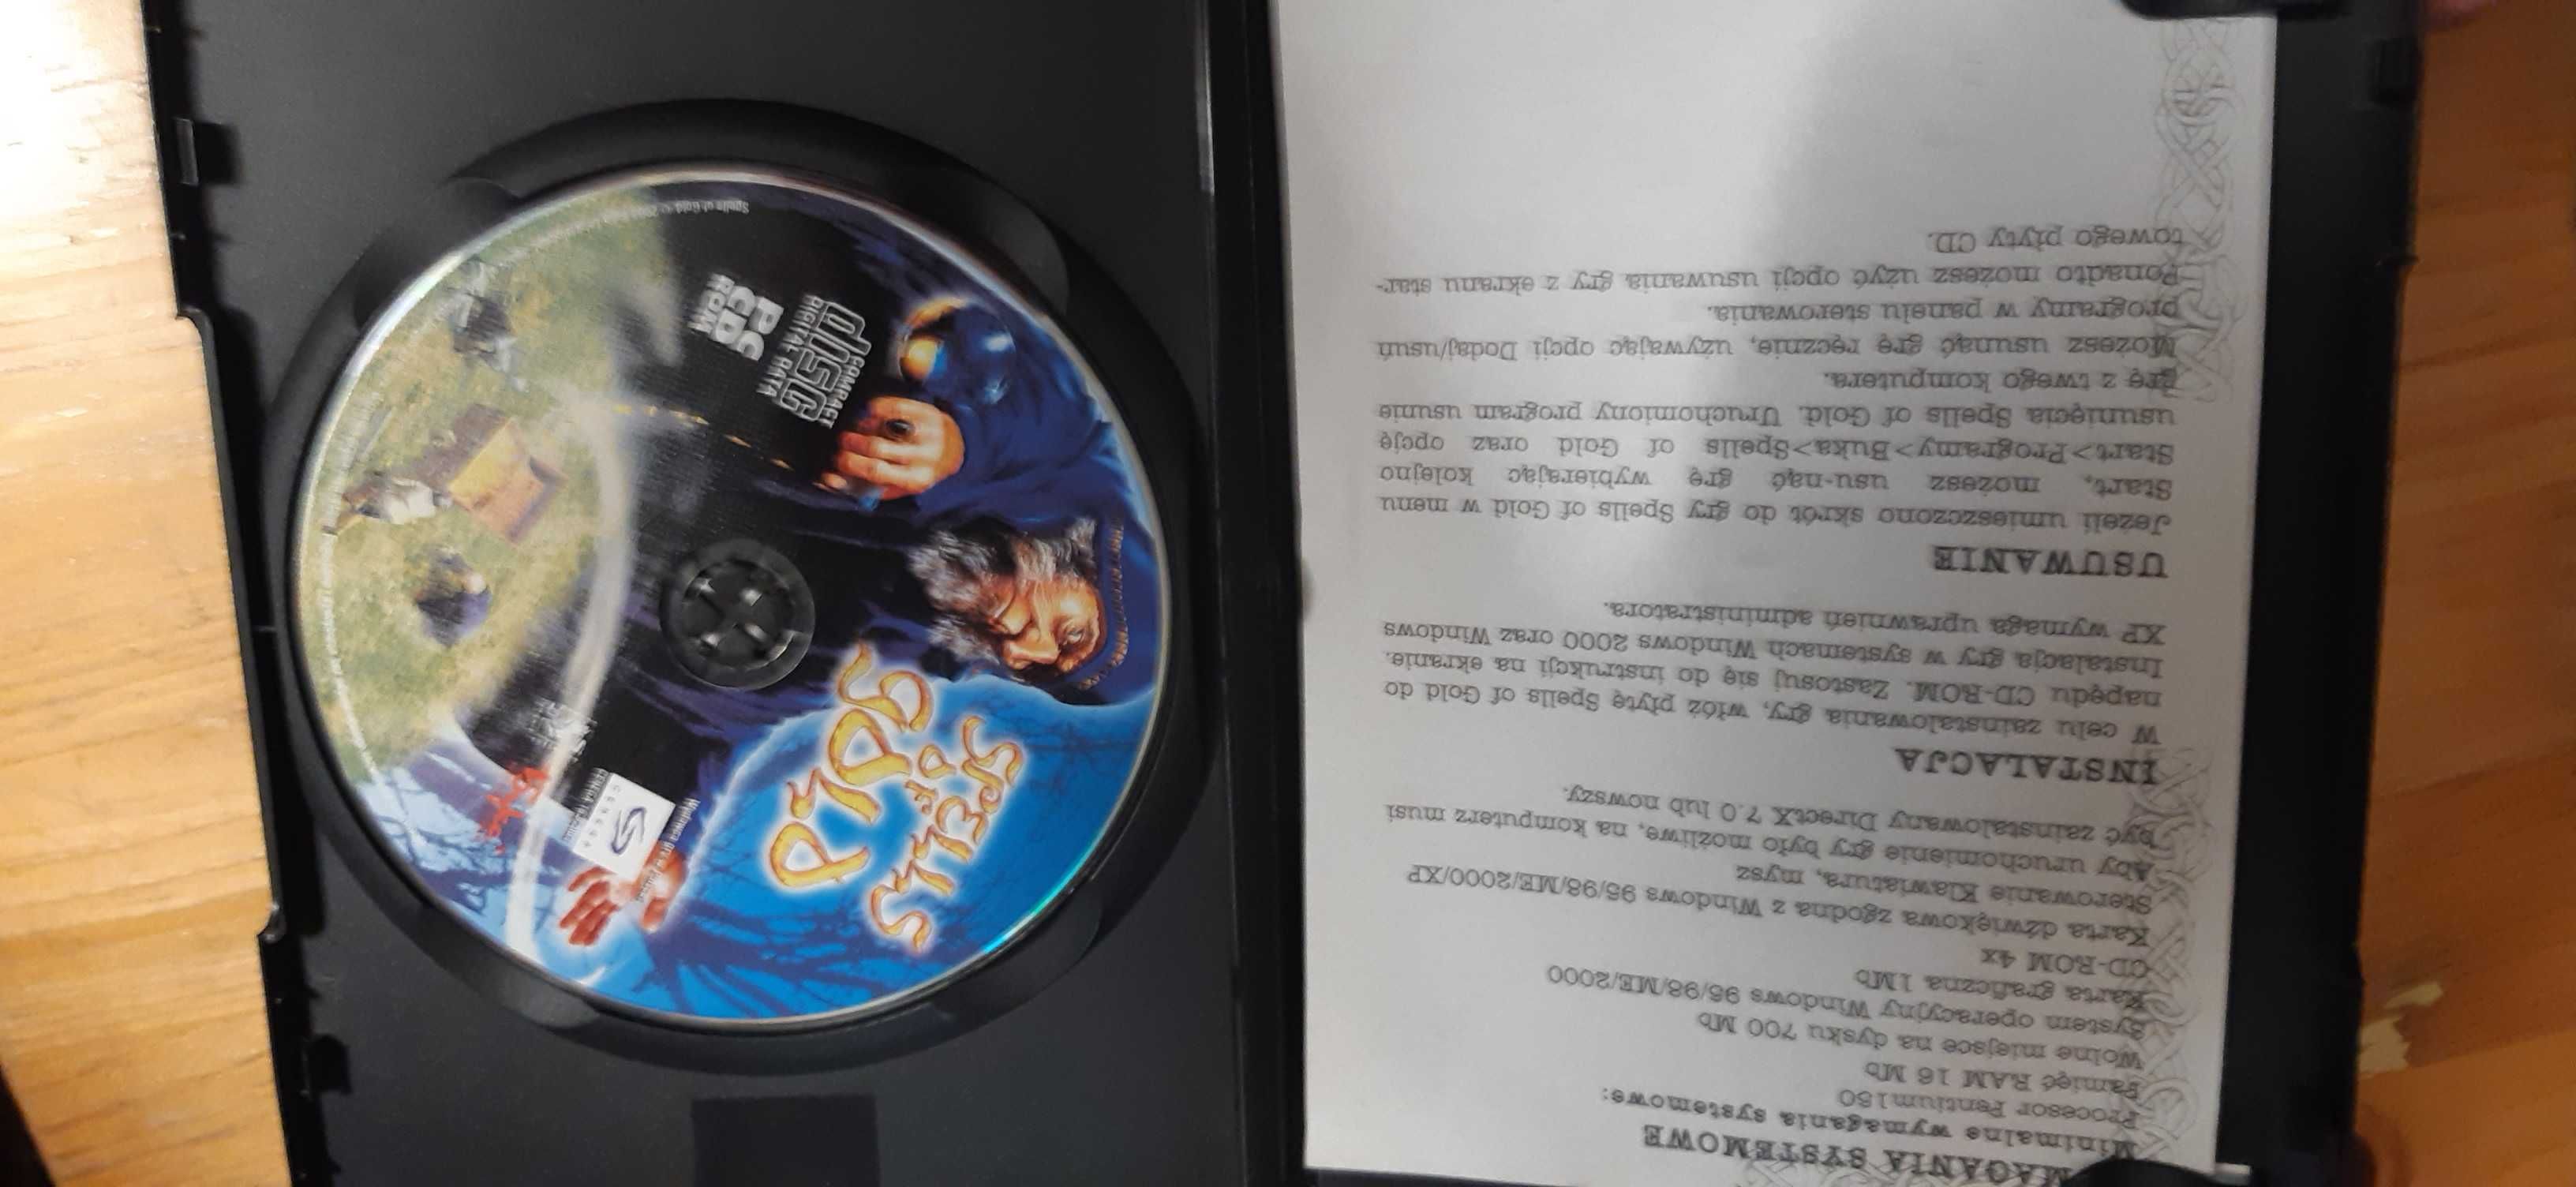 MAGANIA SYSTEMOWE
Minimalne wymagania systemowe:
Procesor Pentium150
Pamięć RAM 16 Mb
Wolne miejsce na dysku 700 Mb
System operacyjny Windows 95/98/ME/2000
Karta graficzna 1Mb
CD-ROM 4x
Karta dźwiękowa zgodna z Windows 95/98/ME/2000/XP
Sterowanie Klawiatura, mysz
Aby uruchomienie gry było możliwe, na komputerz musi
być zainstalowany DirectX 7.0 lub nowszy.
INSTALACJA
W celu zainstalowania gry, włóż płytę Spells of Gold do
napędu CD-ROM. Zastosuj się do instrukcji na ekranie.
Instalacja gry w systemach Windows 2000 oraz Windows
XP wymaga uprawnień administratora.
USUWANIE
Jeżeli umieszczono skrót do gry Spells of Gold w menu
Start, możesz usu-nąć grę wybierając kolejno
Start>Programy>Buka>Spells of Gold oraz opcję
usunięcia Spells of Gold. Uruchomiony program usunie
grę z twego komputera.
Możesz usunąć grę ręcznie, używając opcji Dodaj/usuń
programy w panelu sterowania.
Ponadto możesz użyć opcji usuwania gry z ekranu star-
towego płyty CD.
SPELLS
of
GOLD
COMPACT
disc
DIGITAL DATA
PC
CD
ROM
CENEGA
Spells of Gold